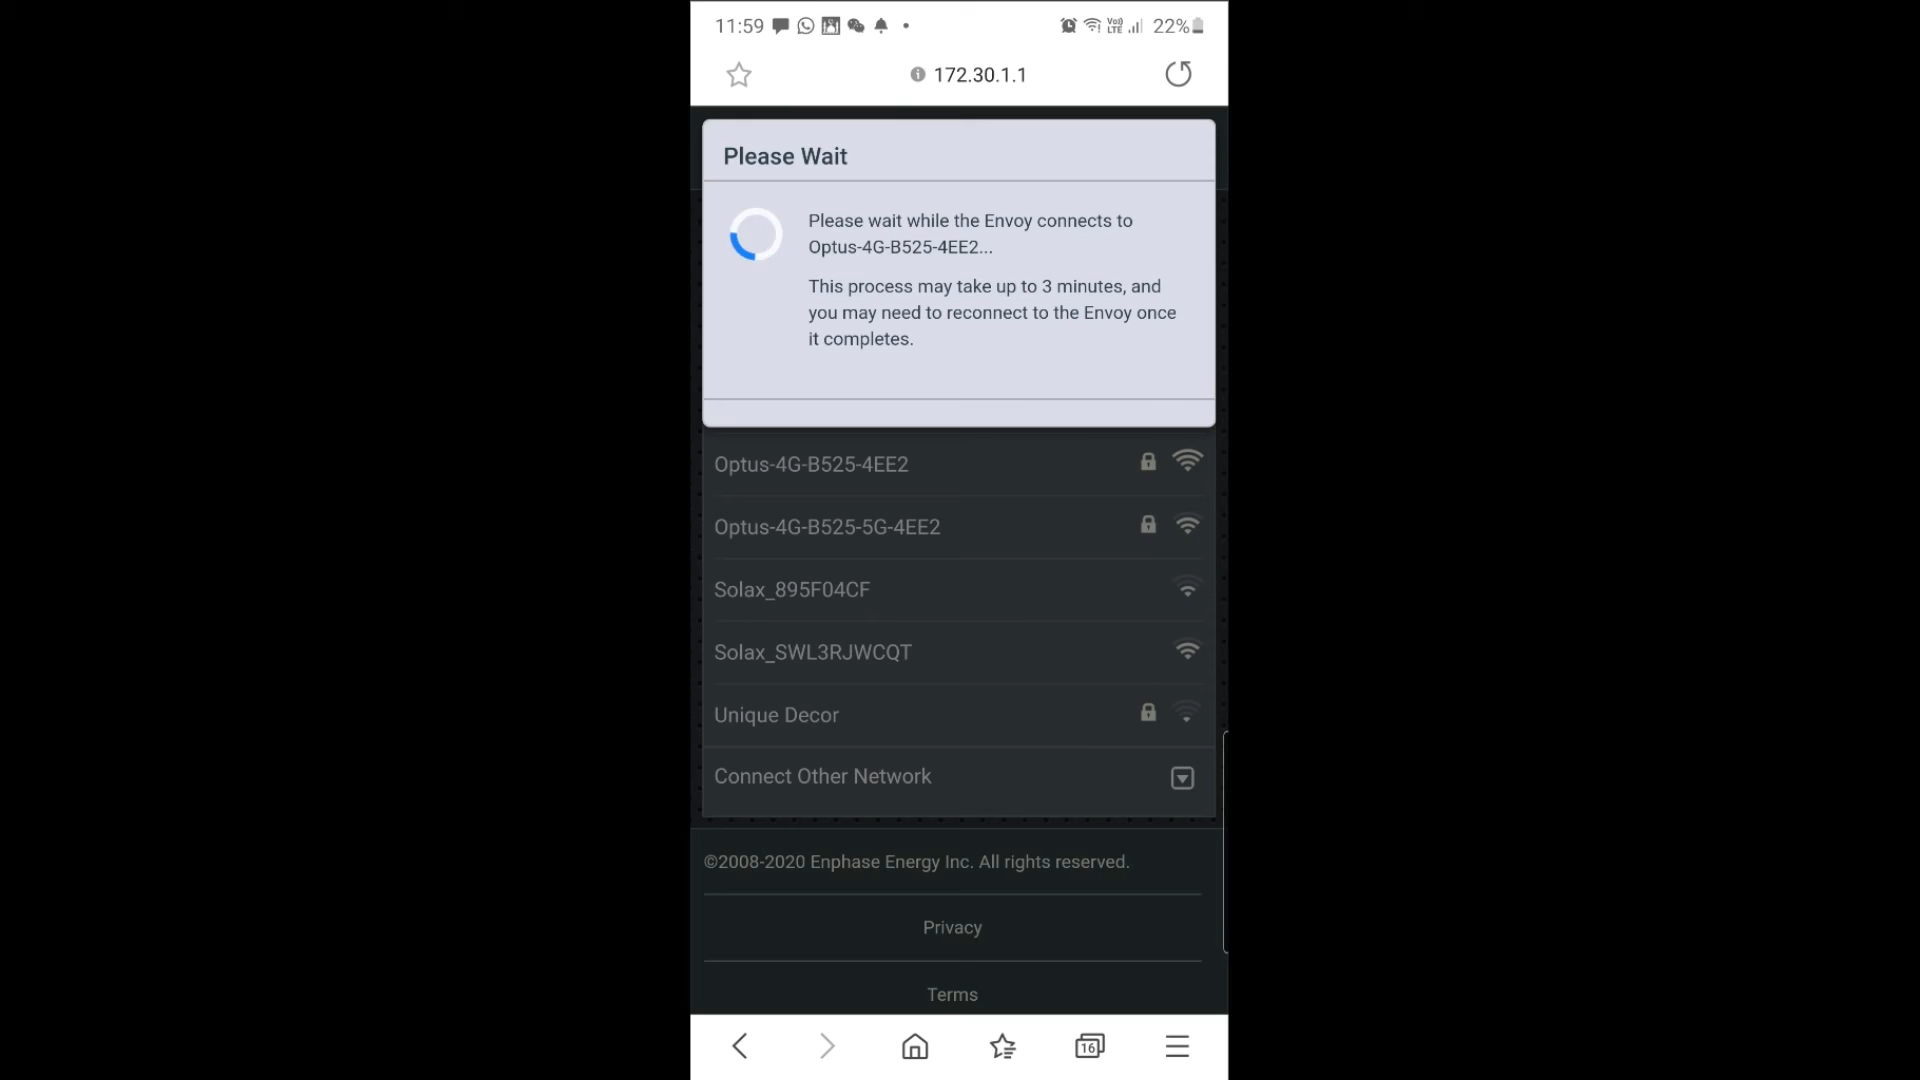 11:59
Vo))
LTE
22%
172.30.1.1
Please Wait
Please wait while the Envoy connects to
Optus-4G-B525-4EE2...
This process may take up to 3 minutes, and
you may need to reconnect to the Envoy once
it completes.
Optus-4G-B525-4EE2
Optus-4G-B525-5G-4EE2
Solax_895F04CF
Solax_SWL3RJWCQT
Unique Decor
Connect Other Network
©2008-2020 Enphase Energy Inc. All rights reserved.
Privacy
Terms
16